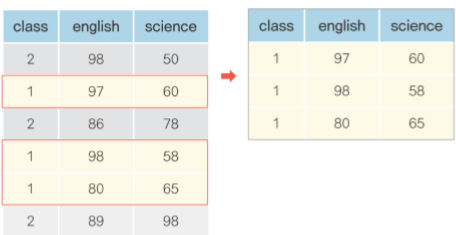 class english science
2 98 50
1 97 60
2 86 78
1 98 58
1 80 65
2 89 98
class english science
1 97 60
1 98 58
1 80 65